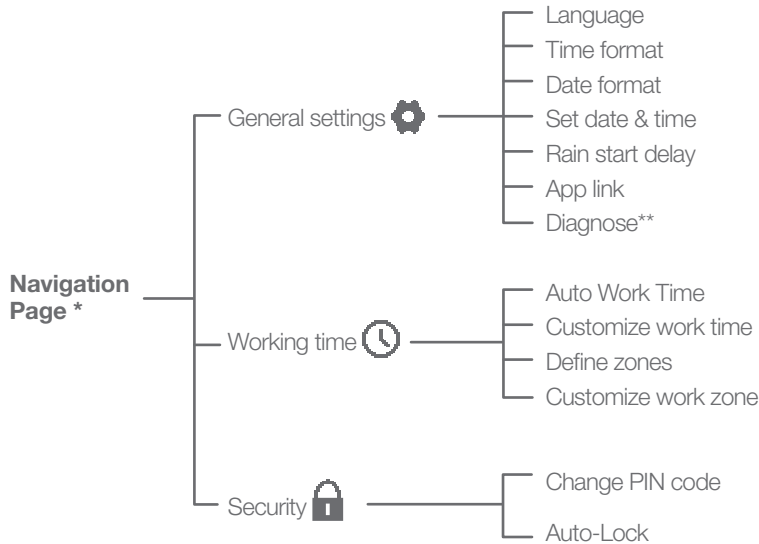 Language
Time format
Date format
General settings
Set date & time
Rain start delay
App link
Diagnose**
Navigation
Page *
Auto Work Time
Working time
Customize work time
Define zones
Customize work zone
Security
Change PIN code
Auto-Lock